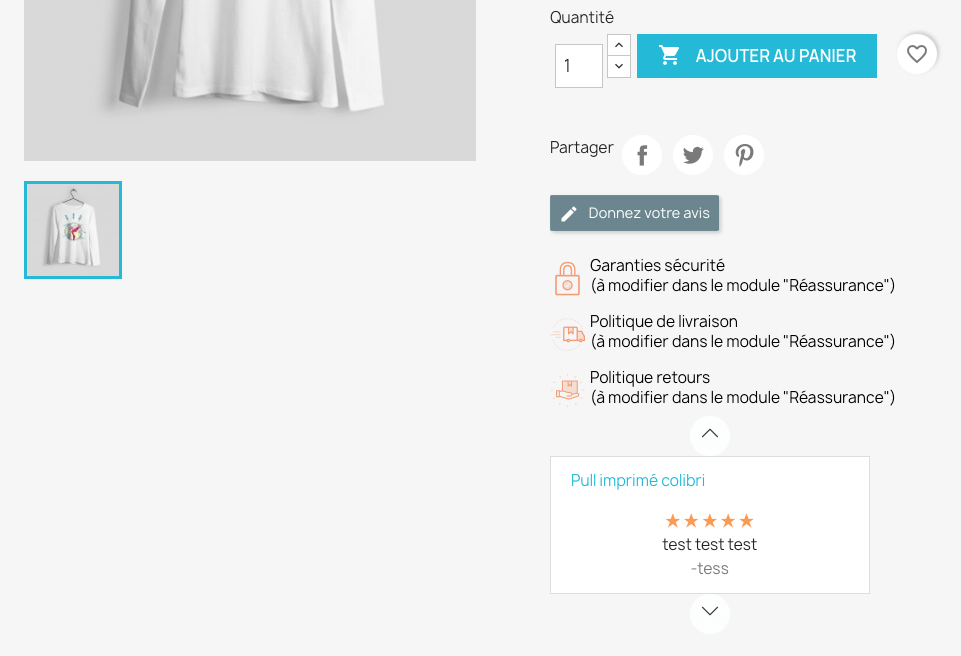 Quantité
1
AJOUTER AU PANIER
Partager
Donnez votre avis
Garanties sécurité
(à modifier dans le module "Réassurance")
Politique de livraison
(à modifier dans le module "Réassurance")
Politique retours
(à modifier dans le module "Réassurance")
Pull imprimé colibri
test test test
-tess